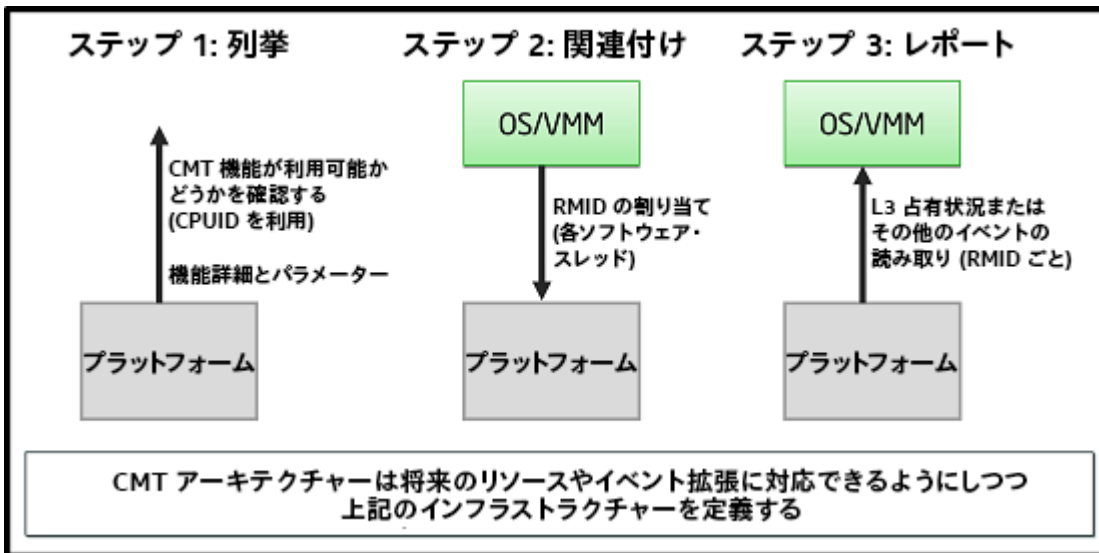 ステップ 1: 列挙
ステップ 2: 関連付け
ステップ 3: レポート
CMT 機能が利用可能か
どうかを確認する
(CPUID を利用)
機能詳細とパラメーター
プラットフォーム
OS/VMM
RMID の割り当て
(各ソフトウェア・
スレッド)
プラットフォーム
OS/VMM
L3 占有状況または
その他のイベントの
読み取り (RMID ごと)
プラットフォーム
CMT アーキテクチャーは将来のリソースやイベント拡張に対応できるようにしつつ
上記のインフラストラクチャーを定義する